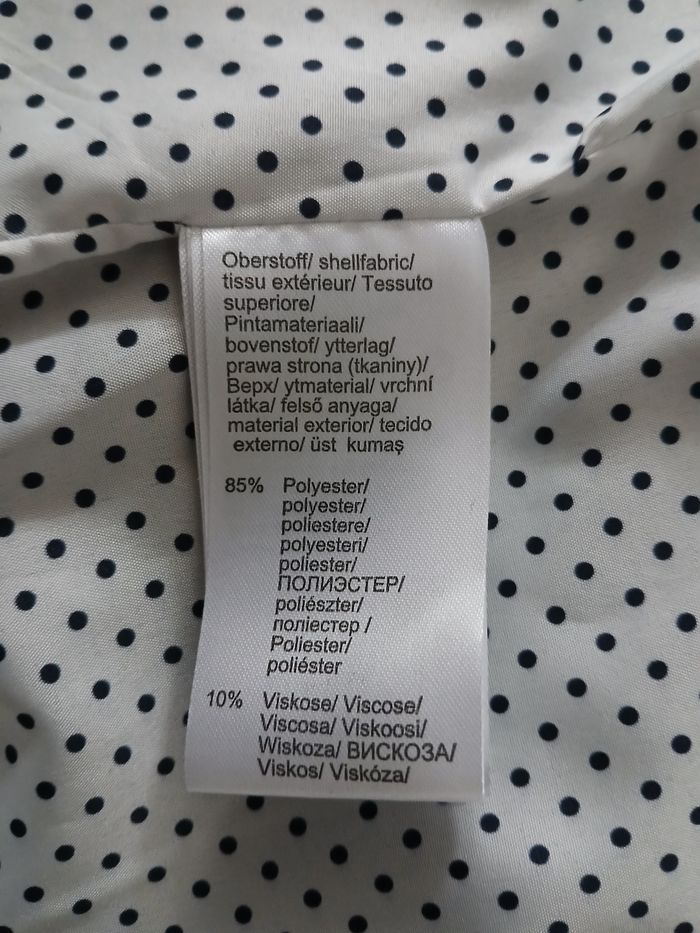 Oberstoff/ shellfabric/
tissu extérieur/ Tessuto
superiore/
Pintamateriaali/
bovenstof/ ytterlag/
prawa strona (tkaniny)/
Верх/ ytmaterial/ vrchní
látka/ felső anyaga/
material exterior/ tecido
externo/ üst kumaş
85% Polyester/
polyester/
poliestere/
polyesteri/
poliester/
ПОЛИЭСТЕР/
poliészter/
поліестер /
Poliester/
poliéster
10% Viskose/ Viscose/
Viscosa/ Viskoosi/
Wiskoza/ ВИСКОЗА/
Viskos/ Viskóza/